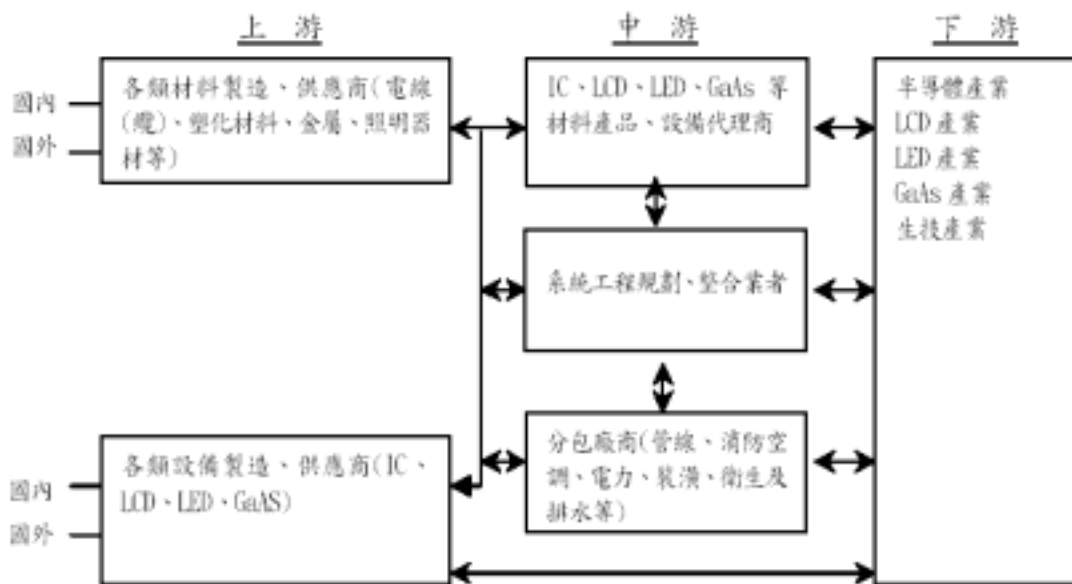 上 游
中 游
下 游
國內
國外
各類材料製造、供應商(電線
(纜)、塑化材料、金屬、照明器
材等)
IC、LCD、LED、GaAs 等
材料產品、設備代理商
半導體產業
LCD 產業
LED 產業
GaAs 產業
生技產業
系統工程規劃、整合業者
國內
國外
各類設備製造、供應商(IC、
LCD、LED、GaAS)
分包廠商(管線、消防空
調、電力、裝潢、衛生及
排水等)